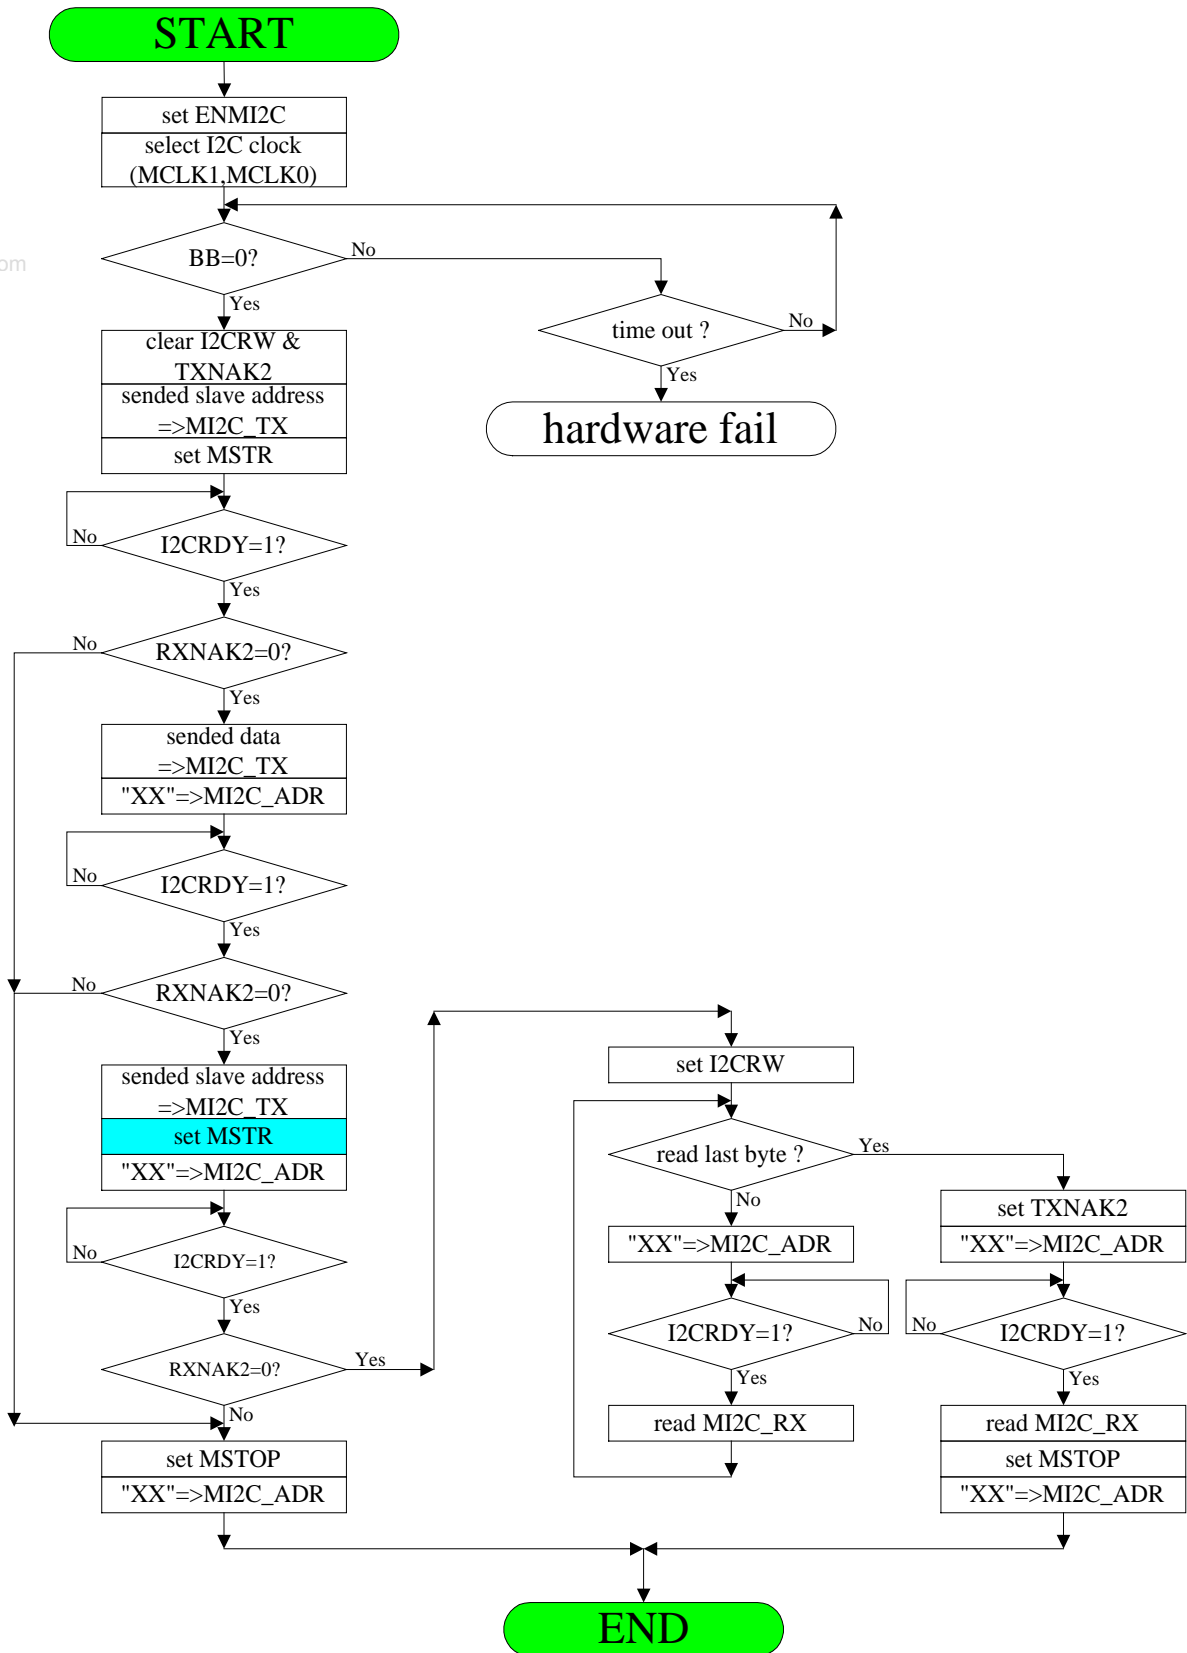 START
set ENMI2C
select I2C clock
(MCLK1,MCLK0)
BB=0?
No
om
Yes
time out ?
No
clear I2CRW &
TXNAK2
Yes
sended slave address
=>MI2C_TX
hardware fail
set MSTR
I2CRDY=1?
No
Yes
No
RXNAK2=0?
Yes
sended data
=>MI2C_TX
"XX"=>MI2C_ADR
No
I2CRDY=1?
Yes
No
RXNAK2=0?
Yes
sended slave address
=>MI2C_TX
set MSTR
"XX"=>MI2C_ADR
No
I2CRDY=1?
Yes
RXNAK2=0?
Yes
No
set MSTOP
"XX"=>MI2C_ADR
set I2CRW
read last byte ?
Yes
No
"XX"=>MI2C_ADR
I2CRDY=1?
No
Yes
read MI2C_RX
set TXNAK2
"XX"=>MI2C_ADR
No
I2CRDY=1?
Yes
read MI2C_RX
set MSTOP
"XX"=>MI2C_ADR
END